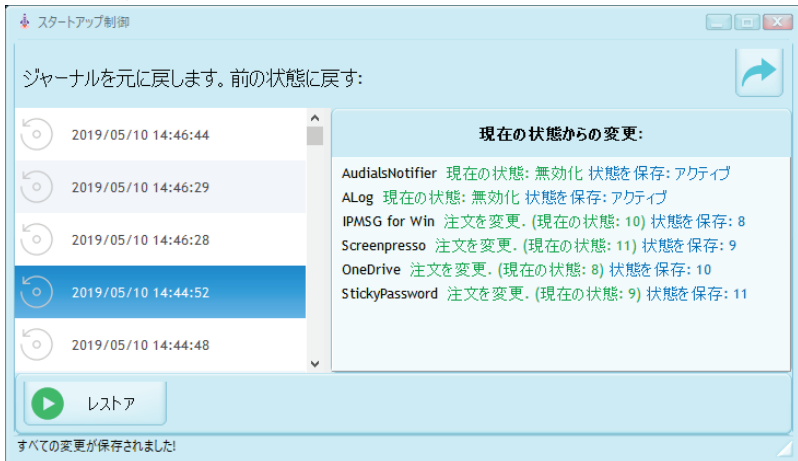 スタートアップ制御
ジャーナルを元に戻します。前の状態に戻す:
2019/05/10 14:46:44
2019/05/10 14:46:29
2019/05/10 14:46:28
2019/05/10 14:44:52
2019/05/10 14:44:48
現在の状態からの変更:
AudialsNotifier 現在の状態: 無効化 状態を保存: アクティブ
ALog 現在の状態: 無効化 状態を保存: アクティブ
IPMSG for Win 注文を変更. (現在の状態: 10) 状態を保存: 8
Screenpresso 注文を変更. (現在の状態: 11) 状態を保存: 9
OneDrive 注文を変更. (現在の状態: 8) 状態を保存: 10
StickyPassword 注文を変更. (現在の状態: 9) 状態を保存: 11
レストア
すべての変更が保存されました!